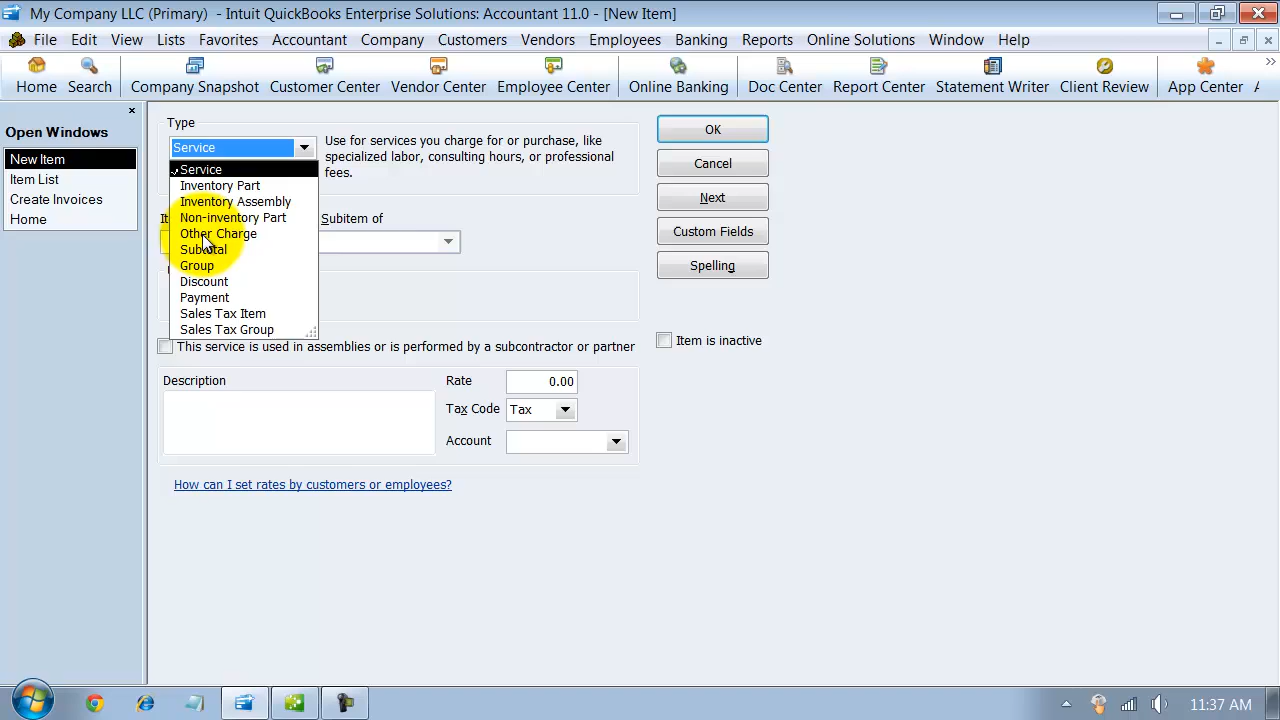 My Company LLC (Primary) - Intuit QuickBooks Enterprise Solutions: Accountant 11.0 - [New Item]
File Edit View Lists Favorites Accountant Company Customers Vendors Employees Banking Reports Online Solutions Window Help
Home Search Company Snapshot Customer Center Vendor Center Employee Center Online Banking Doc Center Report Center Statement Writer Client Review App Center
Open Windows
New Item
Item List
Create Invoices
Home
Type
Service
Use for services you charge for or purchase, like
specialized labor, consulting hours, or professional
fees.
Service
Inventory Part
Inventory Assembly
Non-inventory Part
Other Charge
Subtotal
Group
Discount
Payment
Sales Tax Item
Sales Tax Group
Subitem of
OK
Cancel
Next
Custom Fields
Spelling
Item is inactive
This service is used in assemblies or is performed by a subcontractor or partner
Description
Rate 0.00
Tax Code Tax
Account
How can I set rates by customers or employees?
11:37 AM